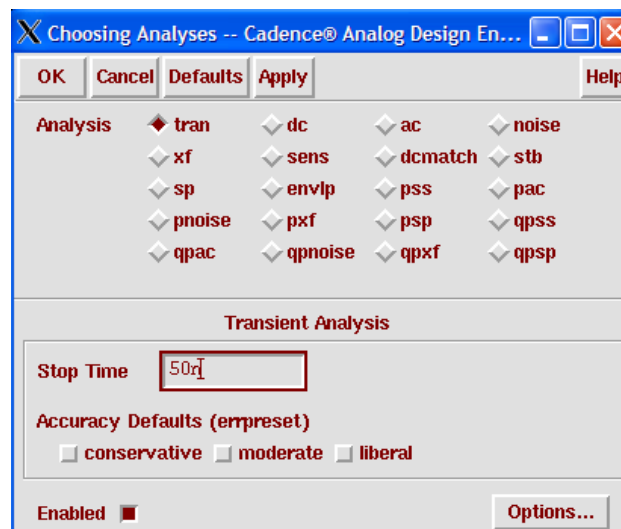 Choosing Analyses -- Cadence® Analog Design En...
OK Cancel Defaults Apply Help
Analysis tran dc ac noise
xf sens dcmatch stb
sp envlp pss pac
pnoise pxf psp qpss
qpac qpnoise qpxf qpsp
Transient Analysis
Stop Time 50n
Accuracy Defaults (errpreset)
conservative moderate liberal
Enabled Options...